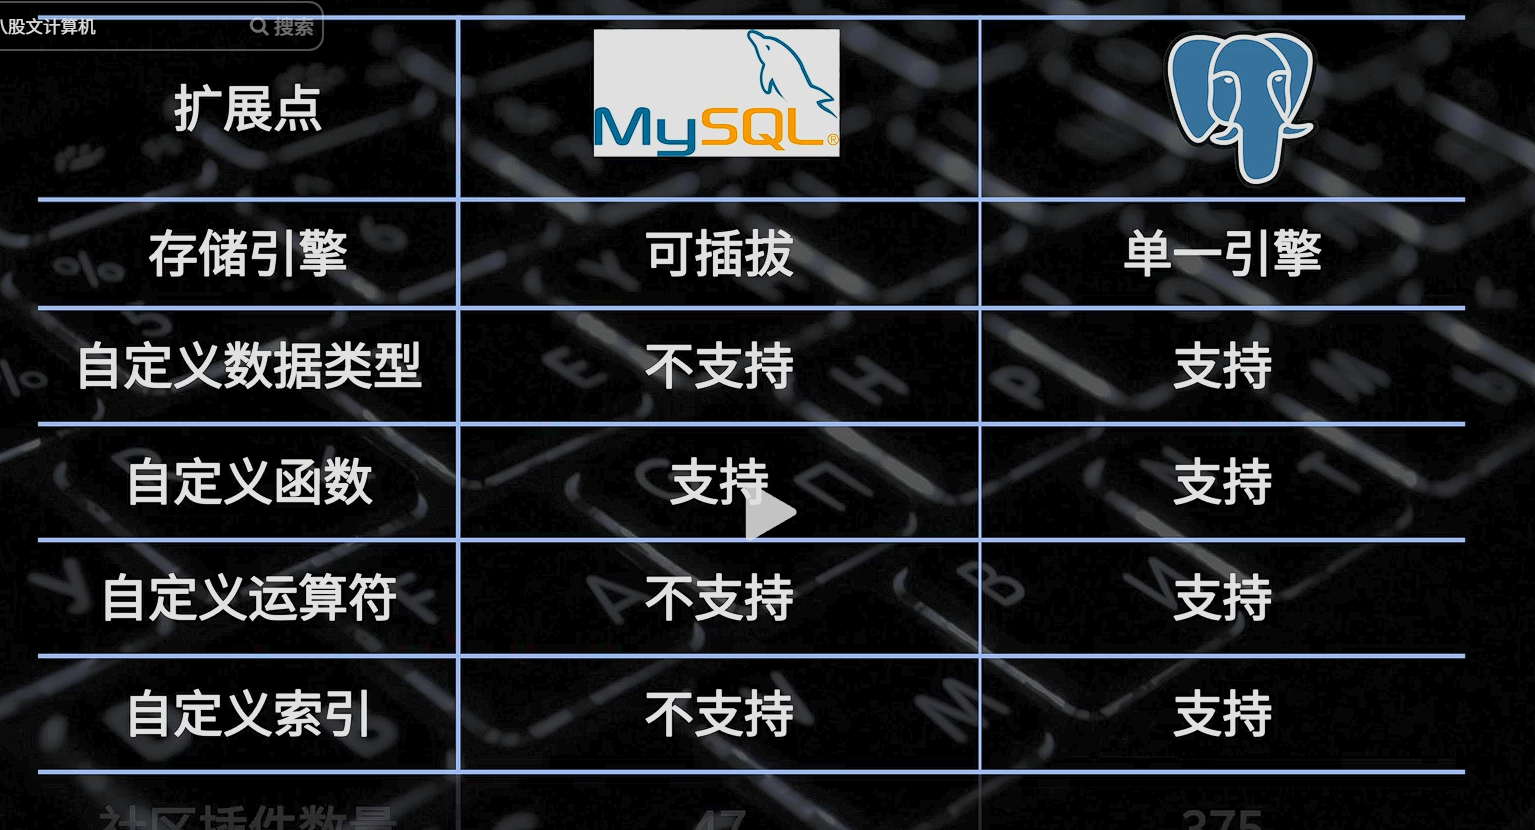 八股文计算机 搜索
扩展点 MySQL®
存储引擎 可插拔 单一引擎
自定义数据类型 不支持 支持
自定义函数 支持 支持
自定义运算符 不支持 支持
自定义索引 不支持 支持
社区插件数量 47 375